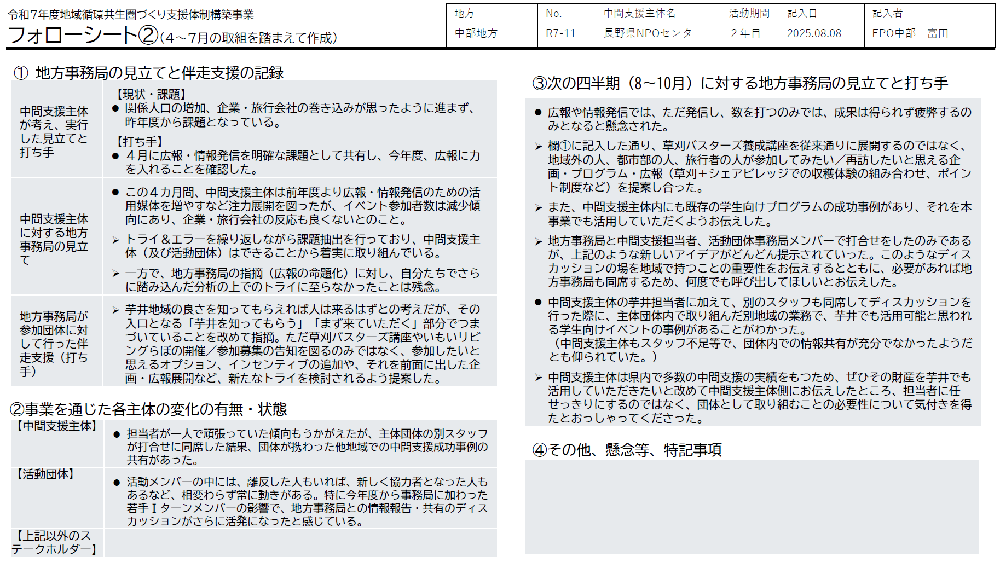 令和7年度地域循環共生圏づくり支援体制構築事業
フォローシート②(4～7月の取組を踏まえて作成)
地方 No. 中間支援主体名 活動期間 記入日 記入者
中部地方 R7-11 長野県NPOセンター 2年目 2025.08.08 EPO中部 富田
① 地方事務局の見立てと伴走支援の記録
中間支援主体
が考え、実行
した見立てと
打ち手
【現状・課題】
● 関係人口の増加、企業・旅行会社の巻き込みが思ったように進まず、
昨年度から課題となっている。
【打ち手】
● 4月に広報・情報発信を明確な課題として共有し、今年度、広報に力
を入れることを確認した。
中間支援主体
に対する地方
事務局の見立
て
● この4カ月間、中間支援主体は前年度より広報・情報発信のための活
用媒体を増やすなど注力展開を図ったが、イベント参加者数は減少傾
向にあり、企業・旅行会社の反応も良くないとのこと。
➢ トライ&エラーを繰り返しながら課題抽出を行っており、中間支援主
体（及び活動団体）はできることから着実に取り組んでいる。
➢ 一方で、地方事務局の指摘（広報の命題化）に対し、自分たちでさら
に踏み込んだ分析の上でのトライに至らなかったことは残念。
地方事務局が
参加団体に対
して行った伴
走支援（打ち
手）
➢ 芋井地域の良さを知ってもらえれば人は来るはずとの考えだが、その
入口となる「芋井を知ってもらう」「まず来ていただく」部分でつま
づいていることを改めて指摘。ただ草刈バスターズ講座やいもいリビ
ングらぼの開催／参加募集の告知を図るのみではなく、参加したいと
思えるオプション、インセンティブの追加や、それを前面に出した企
画・広報展開など、新たなトライを検討されるよう提案した。
②事業を通じた各主体の変化の有無・状態
【中間支援主体】
● 担当者が一人で頑張っていた傾向もうかがえたが、主体団体の別スタッフ
が打合せに同席した結果、団体が携わった他地域での中間支援成功事例の
共有があった。
【活動団体】
● 活動メンバーの中には、離反した人もいれば、新しく協力者となった人も
あるなど、相変わらず常に動きがある。特に今年度から事務局に加わった
若手Ｉターンメンバーの影響で、地方事務局との情報報告・共有のディス
カッションがさらに活発になったと感じている。
【上記以外のス
テークホルダー】
③次の四半期（8～10月）に対する地方事務局の見立てと打ち手
● 広報や情報発信では、ただ発信し、数を打つのみでは、成果は得られず疲弊するの
みとなると懸念された。
➢ 欄①に記入した通り、草刈バスターズ養成講座を従来通りに展開するのではなく、
地域外の人、都市部の人、旅行者の人が参加してみたい／再訪したいと思える企
画・プログラム・広報（草刈＋シェアビレッジでの収穫体験の組み合わせ、ポイン
ト制度など）を提案し合った。
➢ また、中間支援主体内にも既存の学生向けプログラムの成功事例があり、それを本
事業でも活用していただくようお伝えした。
➢ 地方事務局と中間支援担当者、活動団体事務局メンバーで打合せをしたのみである
が、上記のような新しいアイデアがどんどん提示されていった。このようなディス
カッションの場を地域で持つことの重要性をお伝えするとともに、必要があれば地
方事務局も同席するため、何度でも呼び出してほしいとお伝えした。
● 中間支援主体の芋井担当者に加えて、別のスタッフも同席してディスカッションを
行った際に、主体団体内で取り組んだ別地域の業務で、芋井でも活用可能と思われ
る学生向けイベントの事例があることがわかった。
（中間支援主体もスタッフ不足等で、団体内での情報共有が充分でなかったようだ
とも仰られていた。）
➢ 中間支援主体は県内で多数の中間支援の実績をもつため、ぜひその財産を芋井でも
活用していただきたいと改めて中間支援主体側にお伝えしたところ、担当者に任
せっきりにするのではなく、団体として取り組むことの必要性について気付きを得
たとおっしゃってくださった。
④その他、懸念等、特記事項